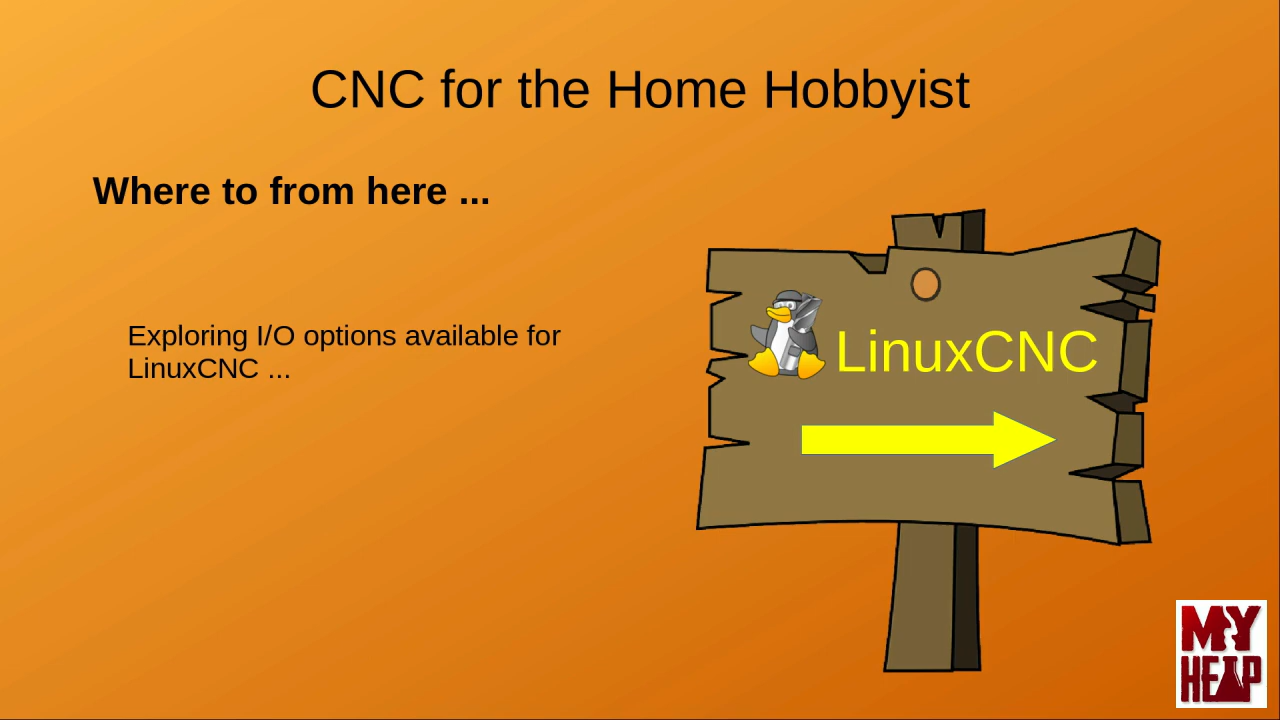 CNC for the Home Hobbyist
Where to from here ...
Exploring I/O options available for
LinuxCNC ...
LinuxCNC
MY
HEAP